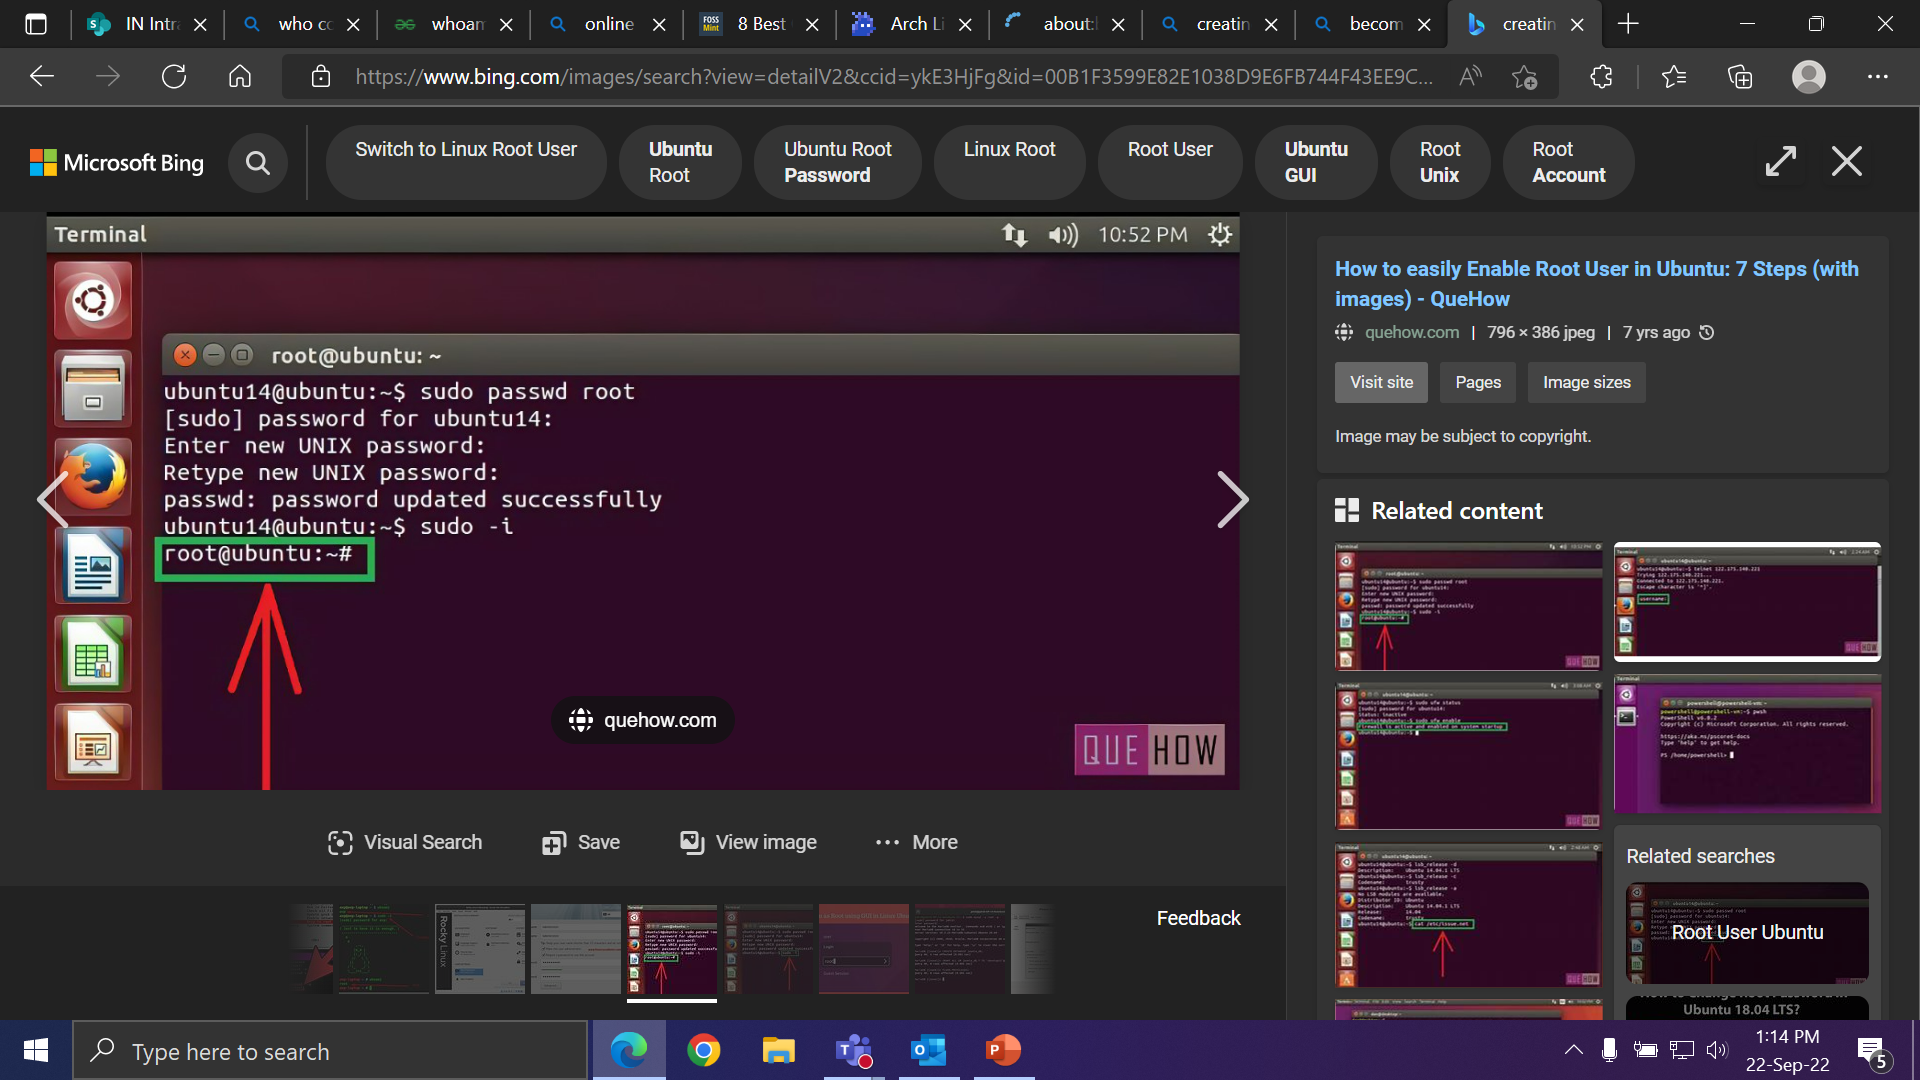 IN Intra
who co
whoam
online
8 Best
Arch Li
about:
creatin
becom
creatin
https://www.bing.com/images/search?view=detailV2&ccid=ykE3HjFg&id=00B1F3599E82E1038D9E6FB744F43EE9C...
Microsoft Bing
Switch to Linux Root User
Ubuntu
Root
Ubuntu Root
Password
Linux Root
Root User
Ubuntu
GUI
Root
Unix
Root
Account
Terminal
10:52 PM
root@ubuntu: ~
ubuntu14@ubuntu:~$ sudo passwd root
[sudo] password for ubuntu14:
Enter new UNIX password:
Retype new UNIX password:
passwd: password updated successfully
ubuntu14@ubuntu:~$ sudo -i
root@ubuntu:~#
quehow.com
QUE HOW
Visual Search
Save
View image
More
Feedback
How to easily Enable Root User in Ubuntu: 7 Steps (with
images) - QueHow
quehow.com | 796 × 386 jpeg | 7 yrs ago
Visit site
Pages
Image sizes
Image may be subject to copyright.
Related content
Related searches
Root User Ubuntu
Ubuntu 18.04 LTS?
Rocky Linux
Type here to search
1:14 PM
22-Sep-22
5